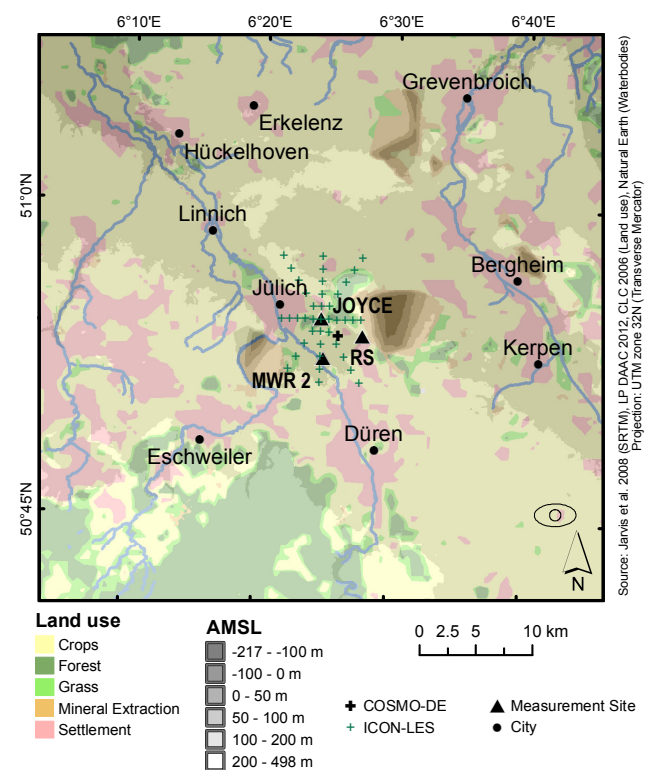 6°10'E 6°20'E 6°30'E 6°40'E
51°0'N
50°45'N
Grevenbroich
Erkelenz
Hückelhoven
Linnich
Bergheim
Jülich
JOYCE
Kerpen
RS
MWR 2
Düren
Eschweiler
N
Source: Jarvis et al. 2008 (SRTM), LP DAAC 2012, CLC 2006 (Land use), Natural Earth (Waterbodies)
Projection: UTM zone 32N (Transverse Mercator)
Land use
Crops
Forest
Grass
Mineral Extraction
Settlement
AMSL
-217 - -100 m
-100 - 0 m
0 - 50 m
50 - 100 m
100 - 200 m
200 - 498 m
0 2.5 5 10 km
COSMO-DE
ICON-LES
Measurement Site
City